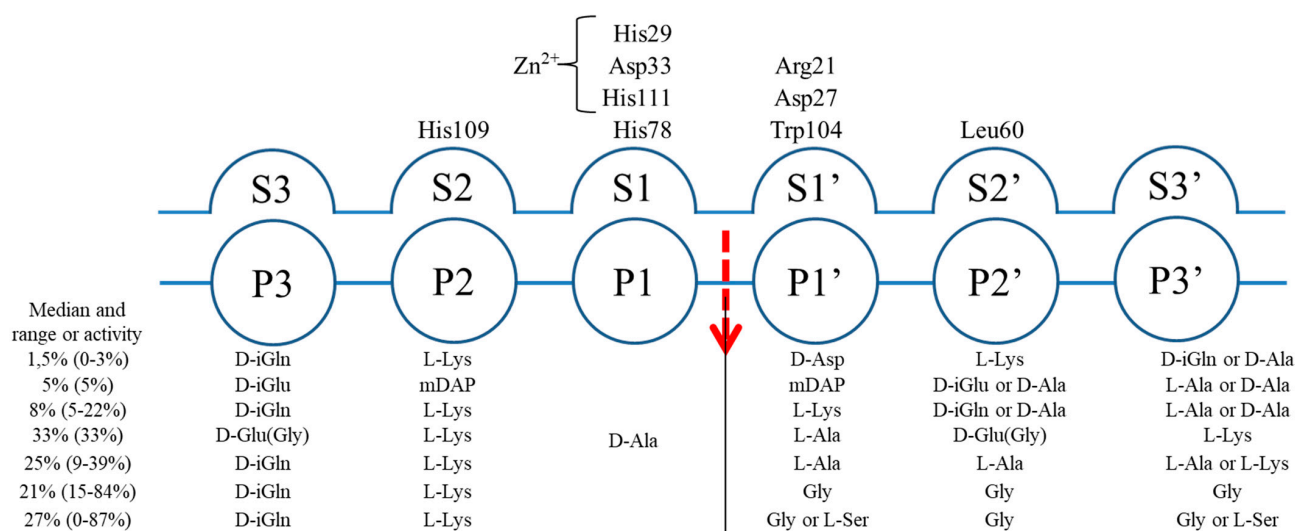 His29
Zn²⁺ Asp33 Arg21
His111 Asp27
His109 His78 Trp104 Leu60
S3 S2 S1 S1’ S2’ S3’
P3 P2 P1 P1’ P2’ P3’
Median and
range or activity
1,5% (0-3%) D-iGln L-Lys D-Asp L-Lys D-iGln or D-Ala
5% (5%) D-iGlu mDAP mDAP D-iGlu or D-Ala L-Ala or D-Ala
8% (5-22%) D-iGln L-Lys L-Lys D-iGln or D-Ala L-Ala or D-Ala
33% (33%) D-Glu(Gly) L-Lys D-Ala L-Ala D-Glu(Gly) L-Lys
25% (9-39%) D-iGln L-Lys L-Ala L-Ala L-Ala or L-Lys
21% (15-84%) D-iGln L-Lys Gly Gly Gly
27% (0-87%) D-iGln L-Lys Gly or L-Ser Gly Gly or L-Ser